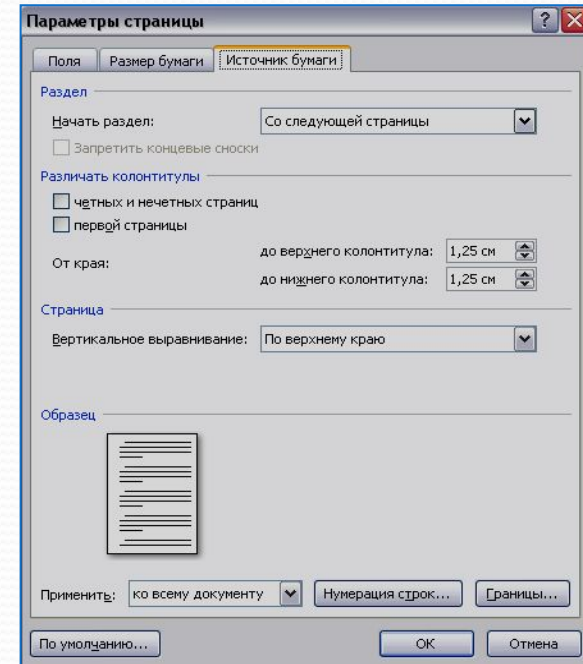 Параметры страницы
Поля Размер бумаги Источник бумаги
Раздел
Начать раздел: Со следующей страницы
Запретить концевые сноски
Различать колонтитулы
четных и нечетных страниц
первой страницы
От края: до верхнего колонтитула: 1,25 см
до нижнего колонтитула: 1,25 см
Страница
Вертикальное выравнивание: По верхнему краю
Образец
Применить: ко всему документу Нумерация строк... Границы...
По умолчанию... ОК Отмена